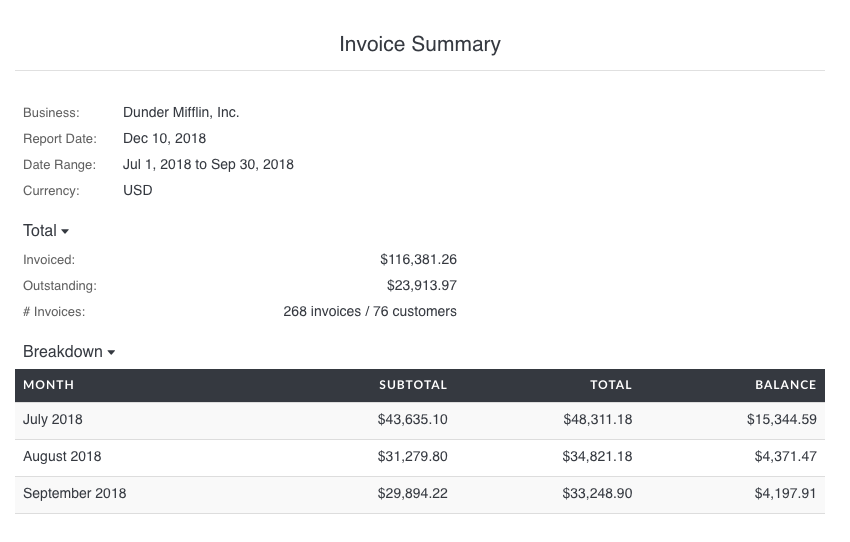 Invoice Summary
Business: Dunder Mifflin, Inc.
Report Date: Dec 10, 2018
Date Range: Jul 1, 2018 to Sep 30, 2018
Currency: USD
Total
Invoiced: $116,381.26
Outstanding: $23,913.97
# Invoices: 268 invoices / 76 customers
Breakdown
MONTH SUBTOTAL TOTAL BALANCE
July 2018 $43,635.10 $48,311.18 $15,344.59
August 2018 $31,279.80 $34,821.18 $4,371.47
September 2018 $29,894.22 $33,248.90 $4,197.91